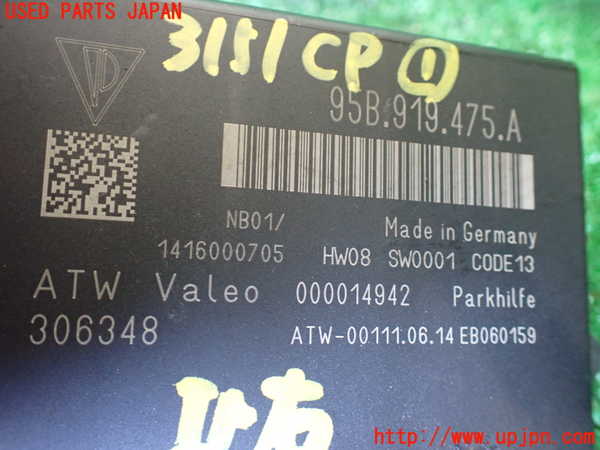 USED PARTS JAPAN
3151 CP ①
95B.919.475.A
NB01/
1416000705
Made in Germany
HW08 SW0001 CODE13
ATW Valeo 000014942 Parkhilfe
306348
ATW-00111.06.14 EB060159
http://www.upjpn.com/